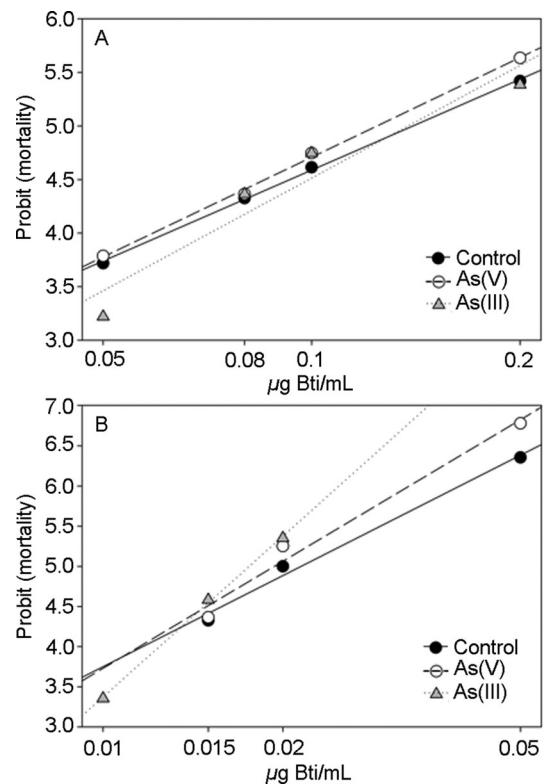 A
Probit (mortality)
6.0
5.5
5.0
4.5
4.0
3.5
3.0
Control
As(V)
As(III)
0.05 0.08 0.1 0.2
µg Bti/mL
B
Probit (mortality)
7.0
6.5
6.0
5.5
5.0
4.5
4.0
3.5
3.0
Control
As(V)
As(III)
0.01 0.015 0.02 0.05
µg Bti/mL